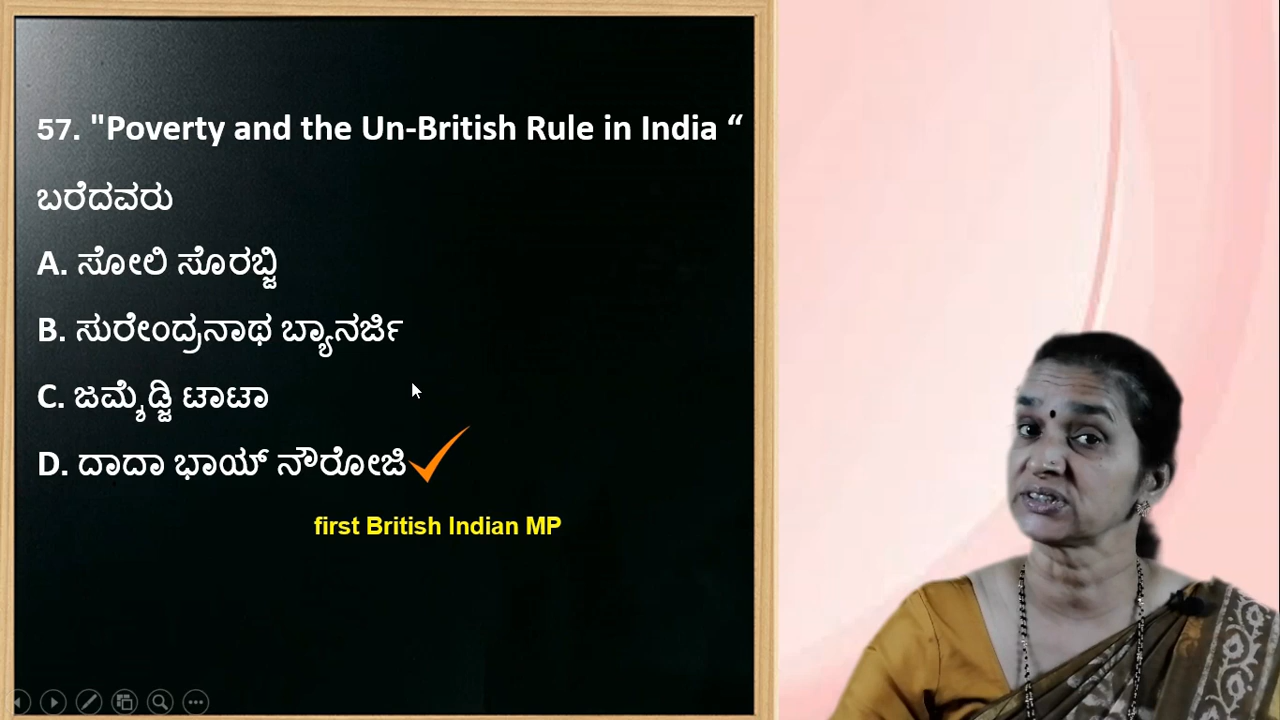 57. "Poverty and the Un-British Rule in India “
ಬರೆದವರು
A. ಸೋಲಿ ಸೊರಬ್ಜಿ
B. ಸುರೇಂದ್ರನಾಥ ಬ್ಯಾನರ್ಜಿ
C. ಜಮ್ಶೆಡ್ಜಿ ಟಾಟಾ
D. ದಾದಾ ಭಾಯ್ ನೌರೋಜಿ
first British Indian MP